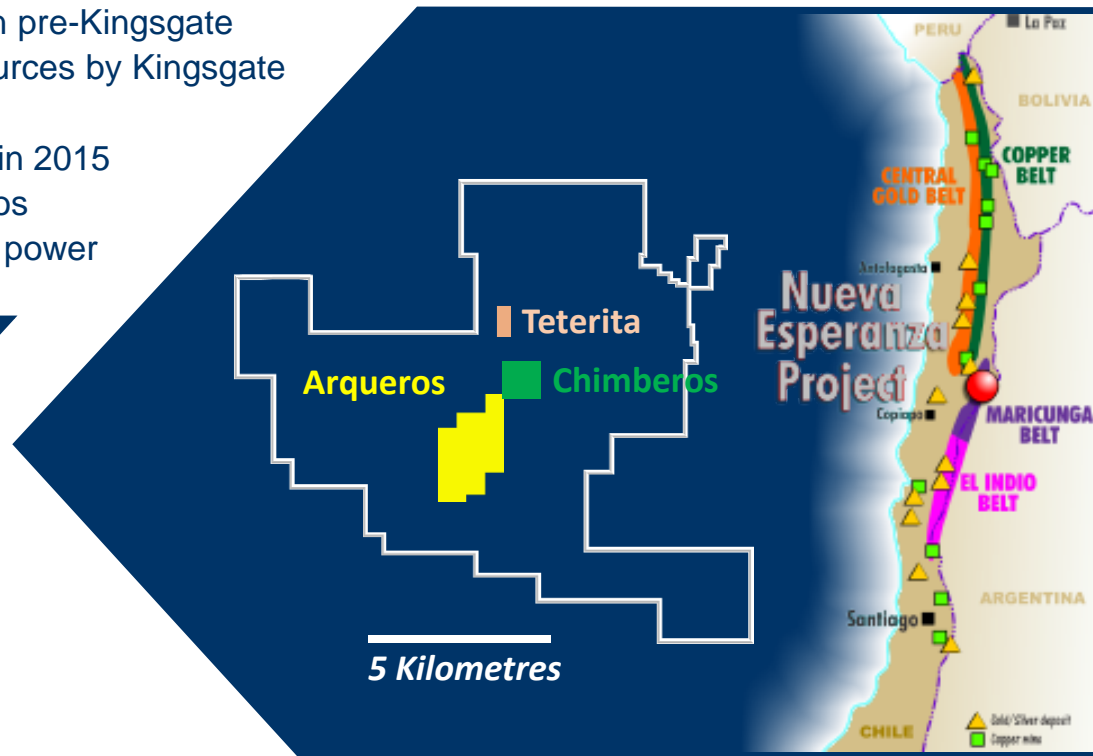 n pre-Kingsgate
urces by Kingsgate
in 2015
os
power
Teterita
Arqueros
Chimberos
5 Kilometres
PERU
La Paz
BOLIVIA
COPPER
BELT
CENTRAL
GOLD BELT
Antofagasta
Nueva
Esperanza
Project
Copiapo
MARICUNGA
BELT
EL INDIO
BELT
ARGENTINA
Santiago
CHILE
Gold/Silver deposit
Copper mine